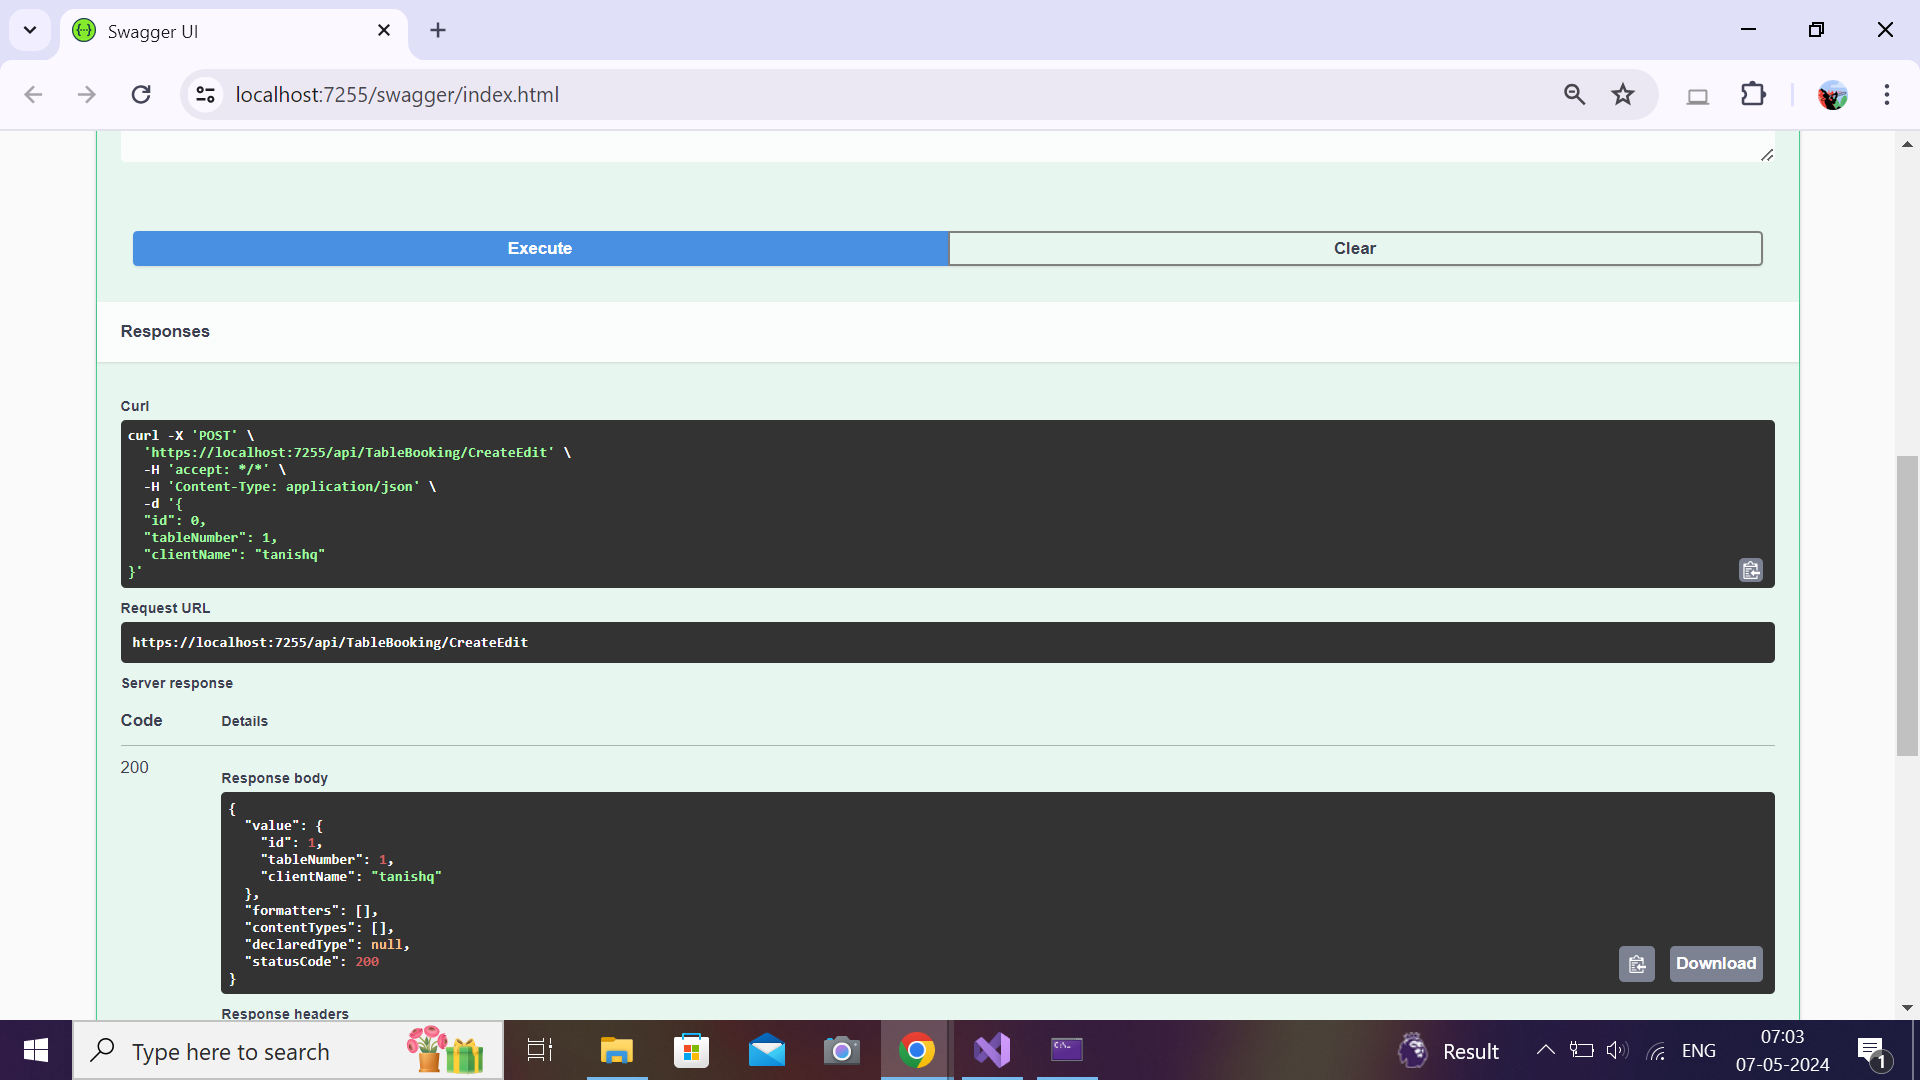 Swagger UI
localhost:7255/swagger/index.html
Execute
Clear
Responses
Curl
curl -X 'POST' \
'https://localhost:7255/api/TableBooking/CreateEdit' \
-H 'accept: */*' \
-H 'Content-Type: application/json' \
-d '{
"id": 0,
"tableNumber": 1,
"clientName": "tanishq"
}'
Request URL
https://localhost:7255/api/TableBooking/CreateEdit
Server response
Code Details
200
Response body
{
"value": {
"id": 1,
"tableNumber": 1,
"clientName": "tanishq"
},
"formatters": [],
"contentTypes": [],
"declaredType": null,
"statusCode": 200
}
Download
Response headers
Type here to search
Result
ENG
07:03
07-05-2024
1